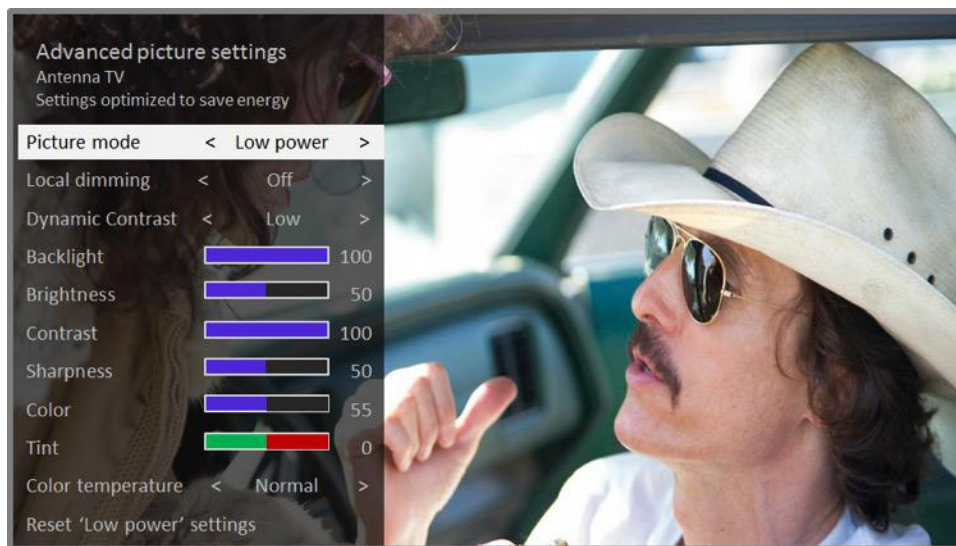 Advanced picture settings
Antenna TV
Settings optimized to save energy
Picture mode < Low power >
Local dimming < Off >
Dynamic Contrast < Low >
Backlight 100
Brightness 50
Contrast 100
Sharpness 50
Color 55
Tint 0
Color temperature < Normal >
Reset ‘Low power’ settings